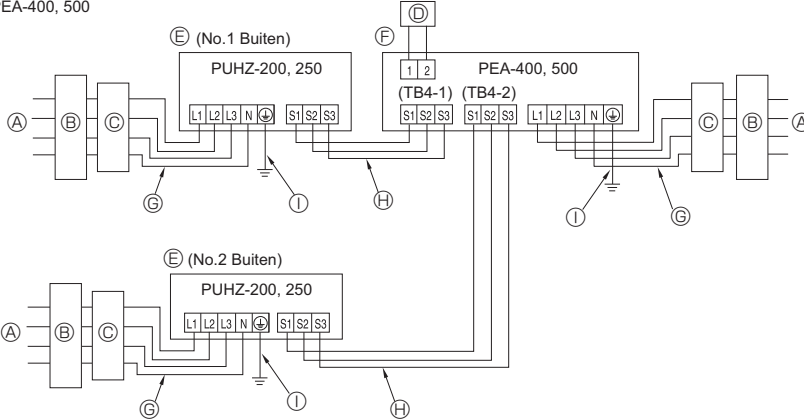 PEA-400, 500
Ⓓ
Ⓔ (No.1 Buiten)
Ⓕ
PUHZ-200, 250
1 2
PEA-400, 500
(TB4-1) (TB4-2)
L1 L2 L3 N ⏚ S1 S2 S3
S1 S2 S3 S1 S2 S3 L1 L2 L3 N ⏚
Ⓐ Ⓑ Ⓒ
Ⓒ Ⓑ Ⓐ
Ⓖ Ⓘ Ⓗ Ⓘ Ⓖ
Ⓔ (No.2 Buiten)
PUHZ-200, 250
L1 L2 L3 N ⏚ S1 S2 S3
Ⓐ Ⓑ Ⓒ
Ⓖ Ⓘ Ⓗ